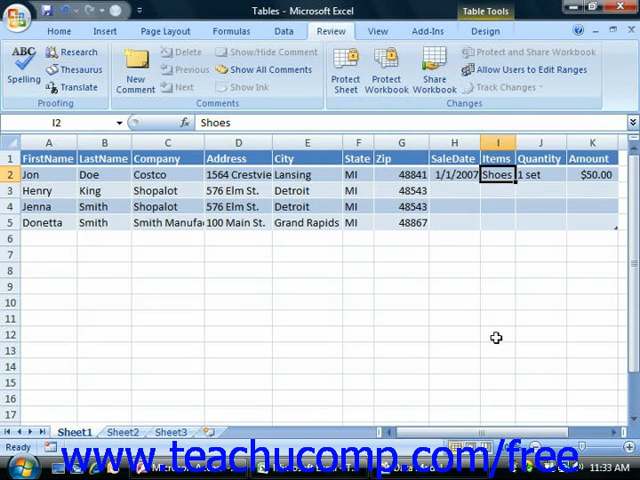 Tables - Microsoft Excel
Table Tools
Home Insert Page Layout Formulas Data Review View Add-Ins Design
ABC
Spelling
Research
Thesaurus
Translate
Proofing
New Comment
Delete
Previous
Next
Show/Hide Comment
Show All Comments
Show Ink
Comments
Protect Sheet
Protect Workbook
Share Workbook
Protect and Share Workbook
Allow Users to Edit Ranges
Track Changes
Changes
I2 fx Shoes
A B C D E F G H I J K
1 FirstName LastName Company Address City State Zip SaleDate Items Quantity Amount
2 Jon Doe Costco 1564 Crestvie Lansing MI 48841 1/1/2007 Shoes 1 set $50.00
3 Henry King Shopalot 576 Elm St. Detroit MI 48543
4 Jenna Smith Shopalot 576 Elm St. Detroit MI 48543
5 Donetta Smith Smith Manufa 100 Main St. Grand Rapids MI 48867
6
7
8
9
10
11
12
13
14
15
16
17
Sheet1 Sheet2 Sheet3
Ready
www.teachucomp.com/free
11:33 AM